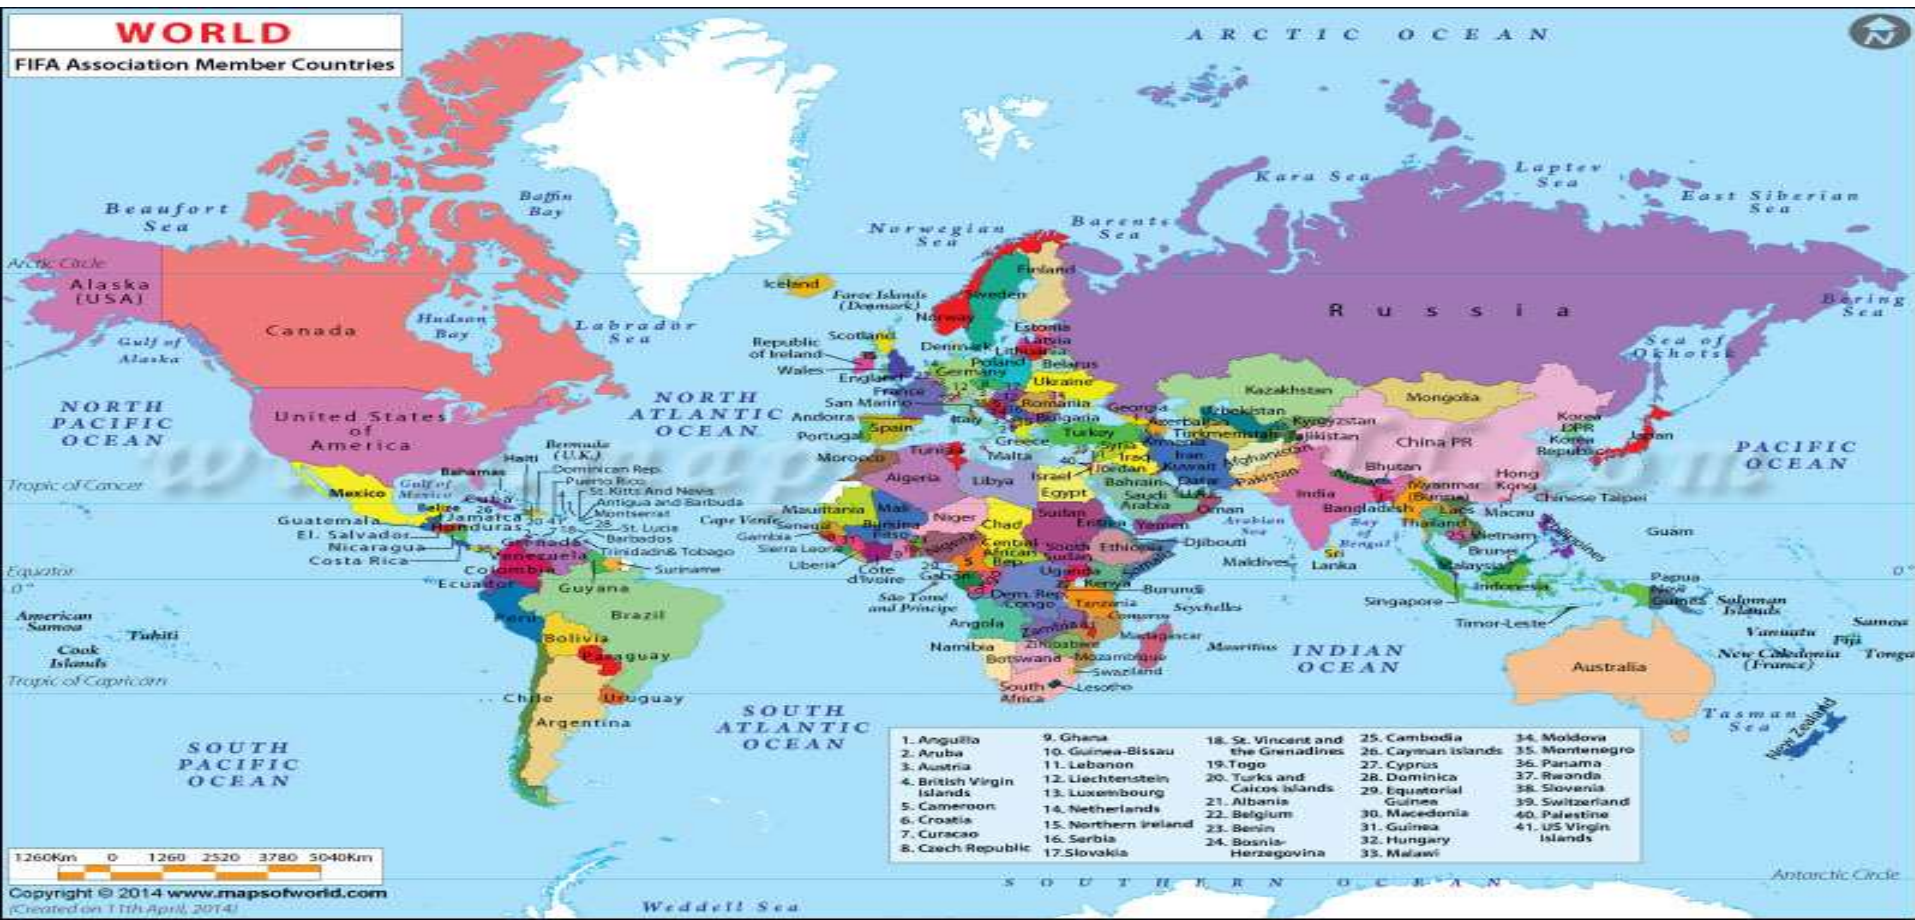 WORLD
FIFA Association Member Countries
ARCTIC OCEAN
N
Beaufort
Sea
Baffin
Bay
Kara Sea
Laptev
Sea
East Siberian
Sea
Norwegian
Sea
Barents
Sea
Arctic Circle
Alaska
(USA)
Canada
Hudson
Bay
Labrador
Sea
Gulf of
Alaska
Iceland
Faroe Islands
(Denmark)
Finland
Sweden
Norway
Russia
Bering
Sea
Sea of
Okhotsk
Scotland
Republic
of Ireland
Wales
England
Estonia
Latvia
Lithuania
Denmark
Poland
Belarus
Germany
Ukraine
France
San Marino
Romania
Andorra
Italy
Bulgaria
Spain
Portugal
Greece
Turkey
Georgia
Azerbaijan
Armenia
Kazakhstan
Uzbekistan
Kyrgyzstan
Turkmenistan
Tajikistan
Mongolia
China PR
Korea
DPR
Korea
Republic
Japan
NORTH
PACIFIC
OCEAN
United States
of
America
NORTH
ATLANTIC
OCEAN
PACIFIC
OCEAN
Morocco
Tunisia
Malta
Syria
Iraq
Iran
Afghanistan
Israel
Jordan
Kuwait
Pakistan
Algeria
Libya
Egypt
Bahrain
Qatar
Saudi
Arabia
U.A.E
Oman
Nepal
Bhutan
India
Bangladesh
Myanmar
(Burma)
Laos
Hong
Kong
Macau
Chinese Taipei
Tropic of Cancer
Bermuda
(U.K.)
Haiti
Bahamas
Dominican Rep.
Puerto Rico
St. Kitts And Nevis
Antigua and Barbuda
Montserrat
St. Lucia
Barbados
Grenada
Trinidad& Tobago
Mexico
Gulf of
Mexico
Cuba
Belize
Jamaica
Honduras
Guatemala
El. Salvador
Nicaragua
Costa Rica
Venezuela
Colombia
Suriname
Ecuador
Guyana
Cape Verde
Mauritania
Mali
Niger
Chad
Sudan
Eritrea
Yemen
Senegal
Gambia
Burkina
Faso
Nigeria
Sierra Leone
Liberia
Côte
d'Ivoire
Central
African
Rep.
South
Sudan
Ethiopia
Djibouti
Somalia
Arabian
Sea
Bay
of
Bengal
Thailand
Vietnam
Philippines
Guam
Maldives
Sri
Lanka
Brunei
Malaysia
Indonesia
Singapore
Timor-Leste
Papua
New
Guinea
Solomon
Islands
Equator
0°
0°
Gabon
São Tomé
and Príncipe
Uganda
Kenya
Dem. Rep.
Congo
Burundi
Tanzania
Seychelles
Comoros
Angola
Zambia
Zimbabwe
Madagascar
Mauritius
Namibia
Botswana
Mozambique
Swaziland
South
Africa
Lesotho
INDIAN
OCEAN
American
Samoa
Tahiti
Cook
Islands
Peru
Brazil
Bolivia
Paraguay
Chile
Uruguay
Argentina
Tropic of Capricorn
Australia
Vanuatu
Fiji
Samoa
New Caledonia
(France)
Tonga
Tasman
Sea
New Zealand
SOUTH
PACIFIC
OCEAN
SOUTH
ATLANTIC
OCEAN
1. Anguilla
2. Aruba
3. Austria
4. British Virgin
Islands
5. Cameroon
6. Croatia
7. Curacao
8. Czech Republic
9. Ghana
10. Guinea-Bissau
11. Lebanon
12. Liechtenstein
13. Luxembourg
14. Netherlands
15. Northern Ireland
16. Serbia
17.Slovakia
18. St. Vincent and
the Grenadines
19.Togo
20. Turks and
Caicos Islands
21. Albania
22. Belgium
23. Benin
24. Bosnia-
Herzegovina
25. Cambodia
26. Cayman islands
27. Cyprus
28. Dominica
29. Equatorial
Guinea
30. Macedonia
31. Guinea
32. Hungary
33. Malawi
34. Moldova
35. Montenegro
36. Panama
37. Rwanda
38. Slovenia
39. Switzerland
40. Palestine
41. US Virgin
Islands
1260Km 0 1260 2520 3780 5040Km
Copyright © 2014 www.mapsofworld.com
(Created on 11th April, 2014)
Weddell Sea
SOUTHERN OCEAN
Antarctic Circle